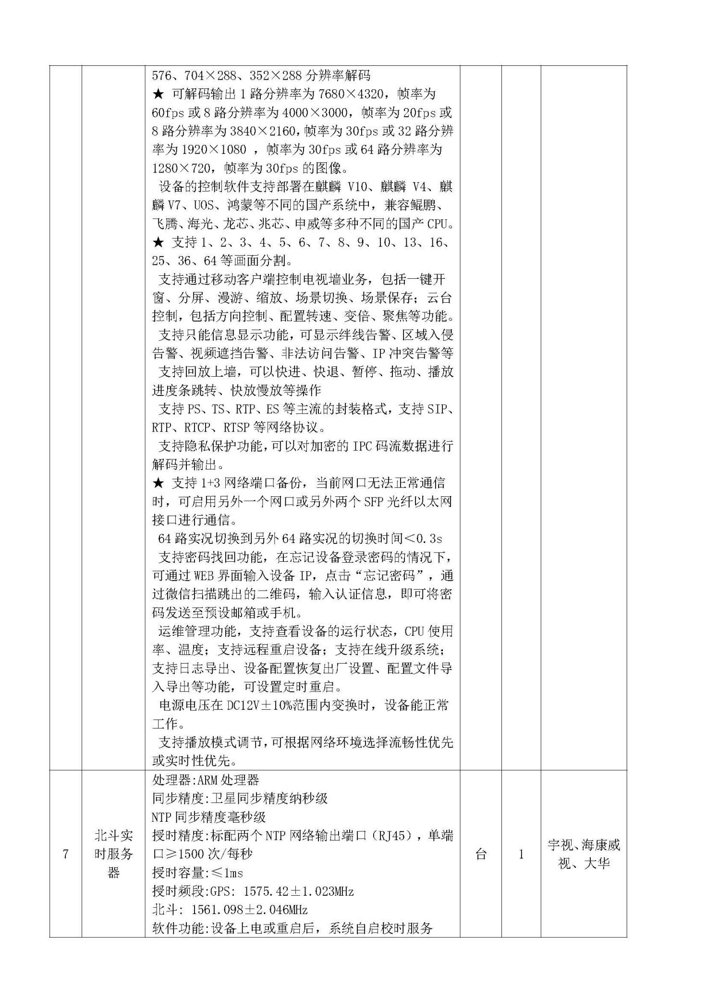 576、704×288、352×288 分辨率解码
★ 可解码输出 1 路分辨率为 7680×4320，帧率为
60fps 或 8 路分辨率为 4000×3000，帧率为 20fps 或
8 路分辨率为 3840×2160，帧率为 30fps 或 32 路分辨
率为 1920×1080 ，帧率为 30fps 或 64 路分辨率为
1280×720，帧率为 30fps 的图像。
设备的控制软件支持部署在麒麟 V10、麒麟 V4、麒
麟 V7、UOS、鸿蒙等不同的国产系统中，兼容鲲鹏、
飞腾、海光、龙芯、兆芯、申威等多种不同的国产 CPU。
★ 支持 1、2、3、4、5、6、7、8、9、10、13、16、
25、36、64 等画面分割。
支持通过移动客户端控制电视墙业务，包括一键开
窗、分屏、漫游、缩放、场景切换、场景保存；云台
控制，包括方向控制、配置转速、变倍、聚焦等功能。
支持只能信息显示功能，可显示绊线告警、区域入侵
告警、视频遮挡告警、非法访问告警、IP 冲突告警等
支持回放上墙，可以快进、快退、暂停、拖动、播放
进度条跳转、快放慢放等操作
支持 PS、TS、RTP、ES 等主流的封装格式，支持 SIP、
RTP、RTCP、RTSP 等网络协议。
支持隐私保护功能，可以对加密的 IPC 码流数据进行
解码并输出。
★ 支持 1+3 网络端口备份，当前网口无法正常通信
时，可启用另外一个网口或另外两个 SFP 光纤以太网
接口进行通信。
64 路实况切换到另外 64 路实况的切换时间＜0.3s
支持密码找回功能，在忘记设备登录密码的情况下，
可通过 WEB 界面输入设备 IP，点击“忘记密码”，通
过微信扫描跳出的二维码，输入认证信息，即可将密
码发送至预设邮箱或手机。
运维管理功能，支持查看设备的运行状态，CPU 使用
率、温度；支持远程重启设备；支持在线升级系统；
支持日志导出、设备配置恢复出厂设置、配置文件导
入导出等功能，可设置定时重启。
电源电压在 DC12V±10%范围内变换时，设备能正常
工作。
支持播放模式调节，可根据网络环境选择流畅性优先
或实时性优先。
7
北斗实
时服务
器
处理器:ARM 处理器
同步精度:卫星同步精度纳秒级
NTP 同步精度毫秒级
授时精度:标配两个 NTP 网络输出端口（RJ45），单端
口≥1500 次/每秒
授时容量:≤1ms
授时频段:GPS: 1575.42±1.023MHz
北斗: 1561.098±2.046MHz
软件功能:设备上电或重启后，系统自启校时服务
台
1
宇视、海康威
视、大华